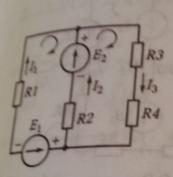 +
E2
R3
I1
−
I2
I3
R1
R2
R4
E1
−
+